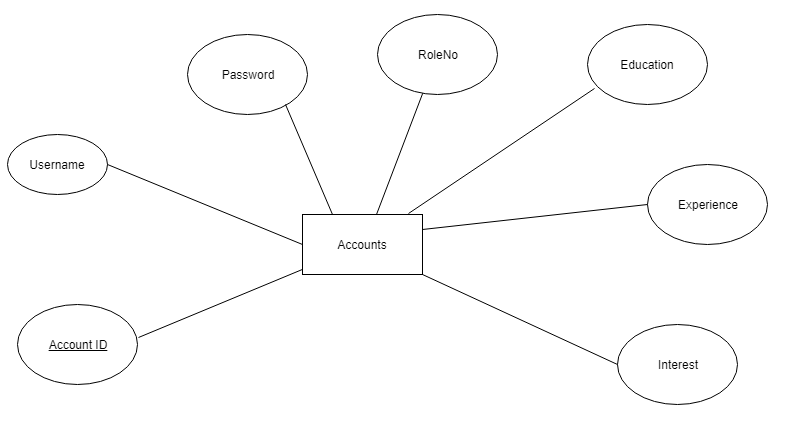 RoleNo
Education
Password
Username
Experience
Accounts
Account ID
Interest